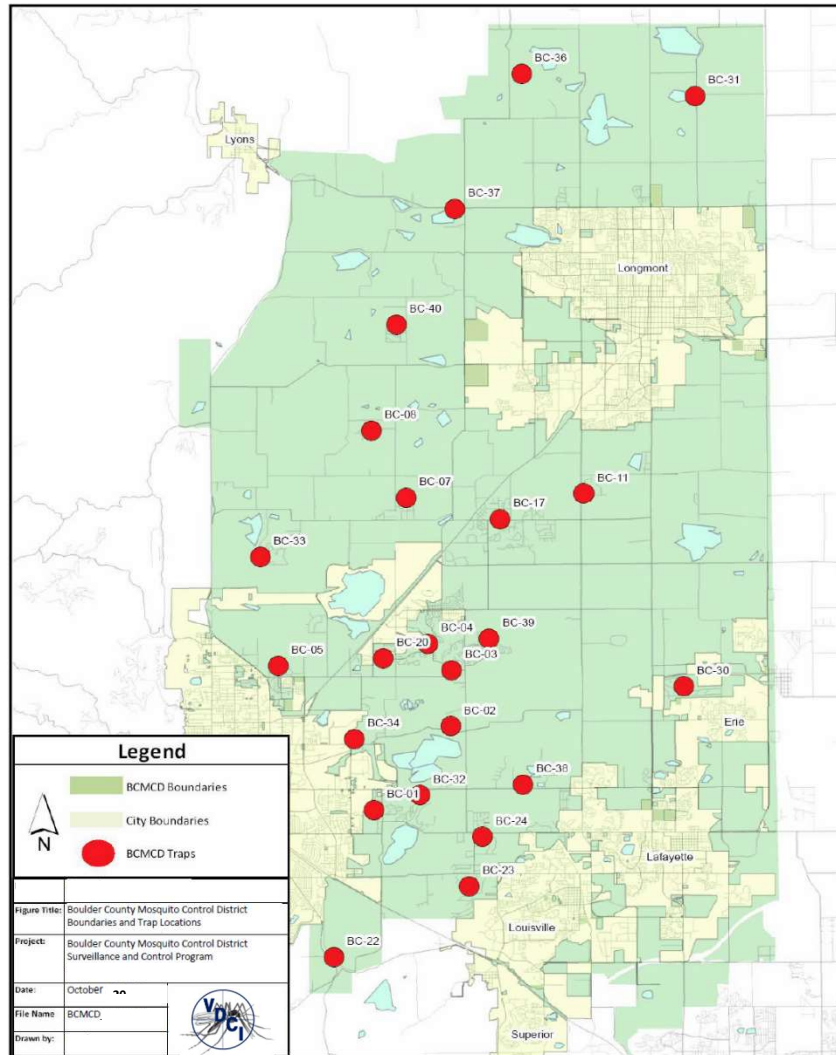 BC-36
BC-31
Lyons
BC-37
Longmont
BC-40
BC-08
BC-07
BC-11
BC-17
BC-33
BC-39
BC-04
BC-20
BC-03
BC-05
BC-30
BC-02
Erie
BC-34
BC-38
BC-32
BC-01
BC-24
Lafayette
BC-23
Louisville
BC-22
Superior
Legend
BCMCD Boundaries
City Boundaries
BCMCD Traps
N
Figure Title: Boulder County Mosquito Control District
Boundaries and Trap Locations
Project: Boulder County Mosquito Control District
Surveillance and Control Program
Date: October
File Name BCMCD
Drawn by:
VDCI